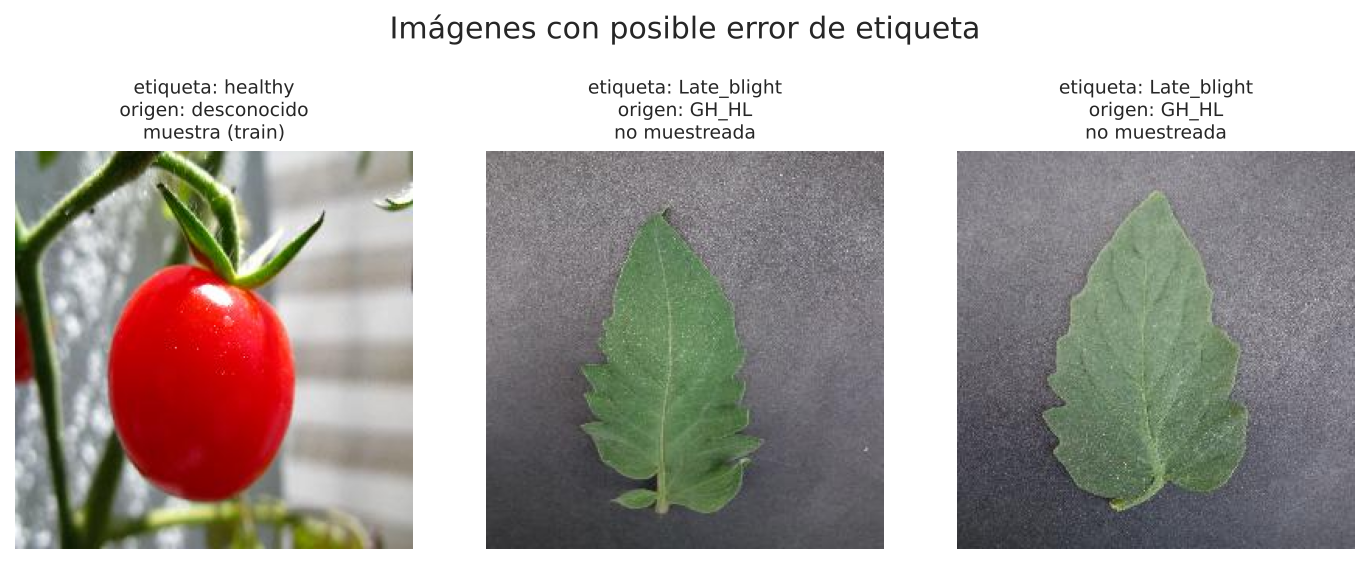 Imágenes con posible error de etiqueta
etiqueta: healthy
origen: desconocido
muestra (train)
etiqueta: Late_blight
origen: GH_HL
no muestreada
etiqueta: Late_blight
origen: GH_HL
no muestreada